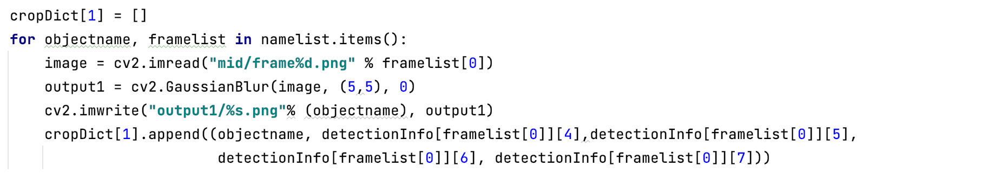 cropDict[1] = []
for objectname, framelist in namelist.items():
    image = cv2.imread("mid/frame%d.png" % framelist[0])
    output1 = cv2.GaussianBlur(image, (5,5), 0)
    cv2.imwrite("output1/%s.png"% (objectname), output1)
    cropDict[1].append((objectname, detectionInfo[framelist[0]][4],detectionInfo[framelist[0]][5],
                        detectionInfo[framelist[0]][6], detectionInfo[framelist[0]][7]))